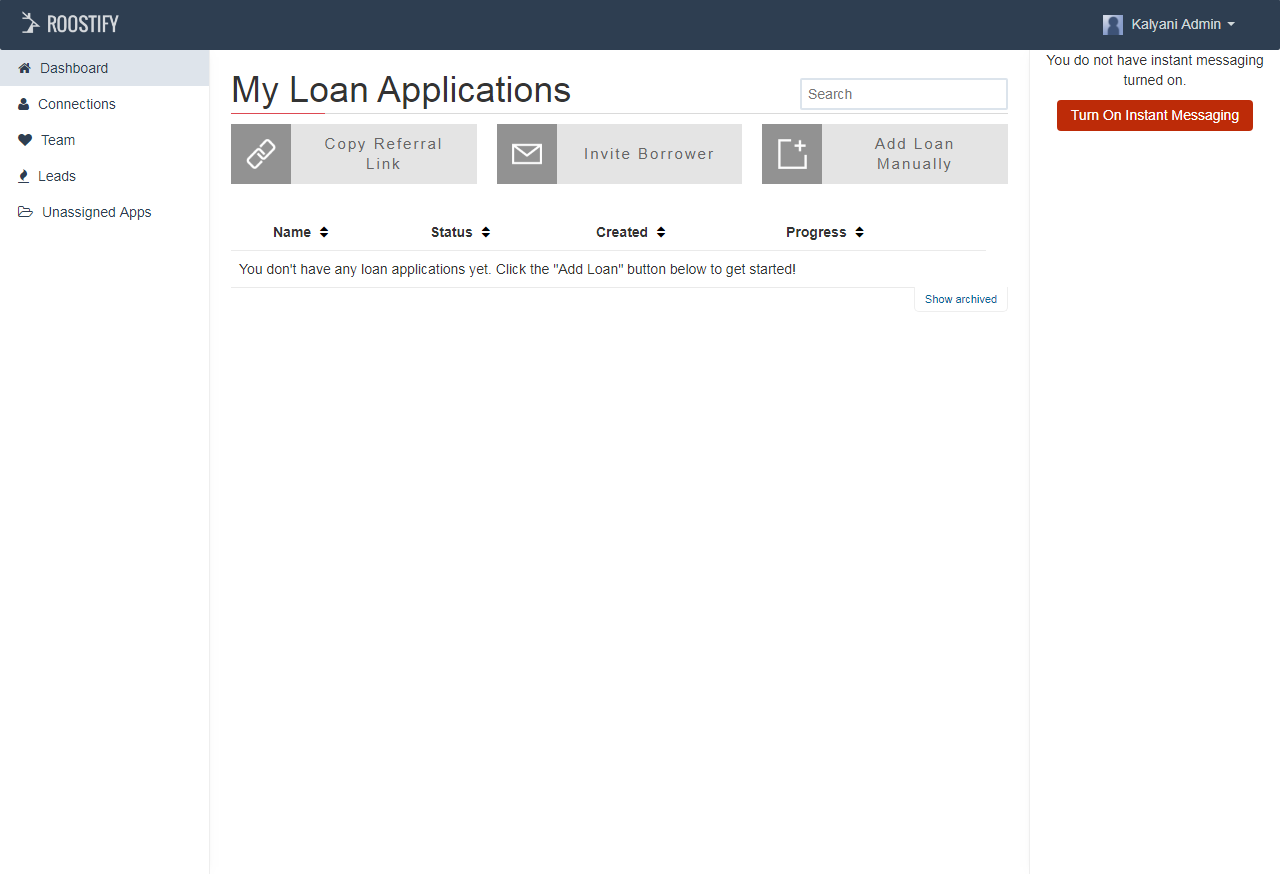 ROOSTIFY
Kalyani Admin
Dashboard
Connections
Team
Leads
Unassigned Apps
My Loan Applications
Search
Copy Referral
Link
Invite Borrower
Add Loan
Manually
Name Status Created Progress
You don't have any loan applications yet. Click the "Add Loan" button below to get started!
Show archived
You do not have instant messaging
turned on.
Turn On Instant Messaging